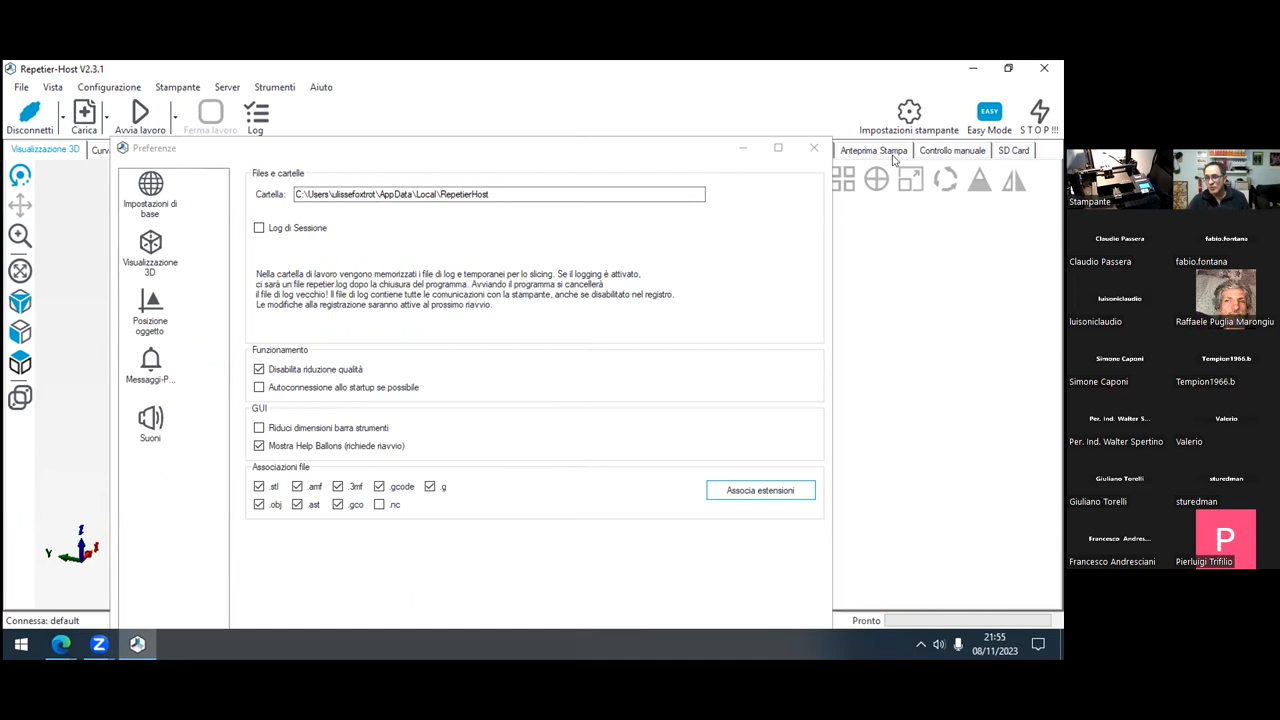 Repetier-Host V2.3.1
File Vista Configurazione Stampante Server Strumenti Aiuto
Disconnetti Carica Avvia lavoro Ferma lavoro Log Impostazioni stampante EASY Easy Mode S T O P !!!
Visualizzazione 3D Curv Preferenze Anteprima Stampa Controllo manuale SD Card
Impostazioni di base
Visualizzazione 3D
Posizione oggetto
Messaggi-P...
Suoni
Files e cartelle
Cartella: C:\Users\ulissefoxtrot\AppData\Local\RepetierHost
Log di Sessione
Nella cartella di lavoro vengono memorizzati i file di log e temporanei per lo slicing. Se il logging è attivato,
ci sarà un file repetier.log dopo la chiusura del programma. Avviando il programma si cancellerà
il file di log vecchio! Il file di log contiene tutte le comunicazioni con la stampante, anche se disabilitato nel registro.
Le modifiche alla registrazione saranno attive al prossimo riavvio.
Funzionamento
Disabilita riduzione qualità
Autoconnessione allo startup se possibile
GUI
Riduci dimensioni barra strumenti
Mostra Help Ballons (richiede riavvio)
Associazioni file
.stl .amf .3mf .gcode .g
.obj .ast .gco .nc
Associa estensioni
Z
Y
X
Connessa: default Pronto
Z
21:55
08/11/2023
Stampante
Claudio Passera fabio.fontana
Claudio Passera fabio.fontana
luisoniclaudio
luisoniclaudio Raffaele Puglia Marongiu
Simone Caponi Tempion1966.b
Simone Caponi Tempion1966.b
Per. Ind. Walter S... Valerio
Per. Ind. Walter Spertino Valerio
Giuliano Torelli sturedman
Giuliano Torelli sturedman
Francesco Andres... P
Francesco Andresciani Pierluigi Trifilio